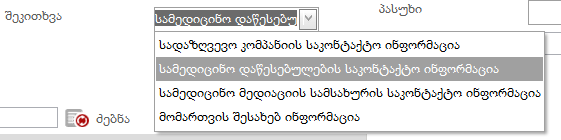 შეკითხვა
სამედიცინო დაწესებუ
პასუხი
სადაზღვევო კომპანიის საკონტაქტო ინფორმაცია
სამედიცინო დაწესებულების საკონტაქტო ინფორმაცია
სამედიცინო მედიაციის სამსახურის საკონტაქტო ინფორმაცია
მომართვის შესახებ ინფორმაცია
ძებნა